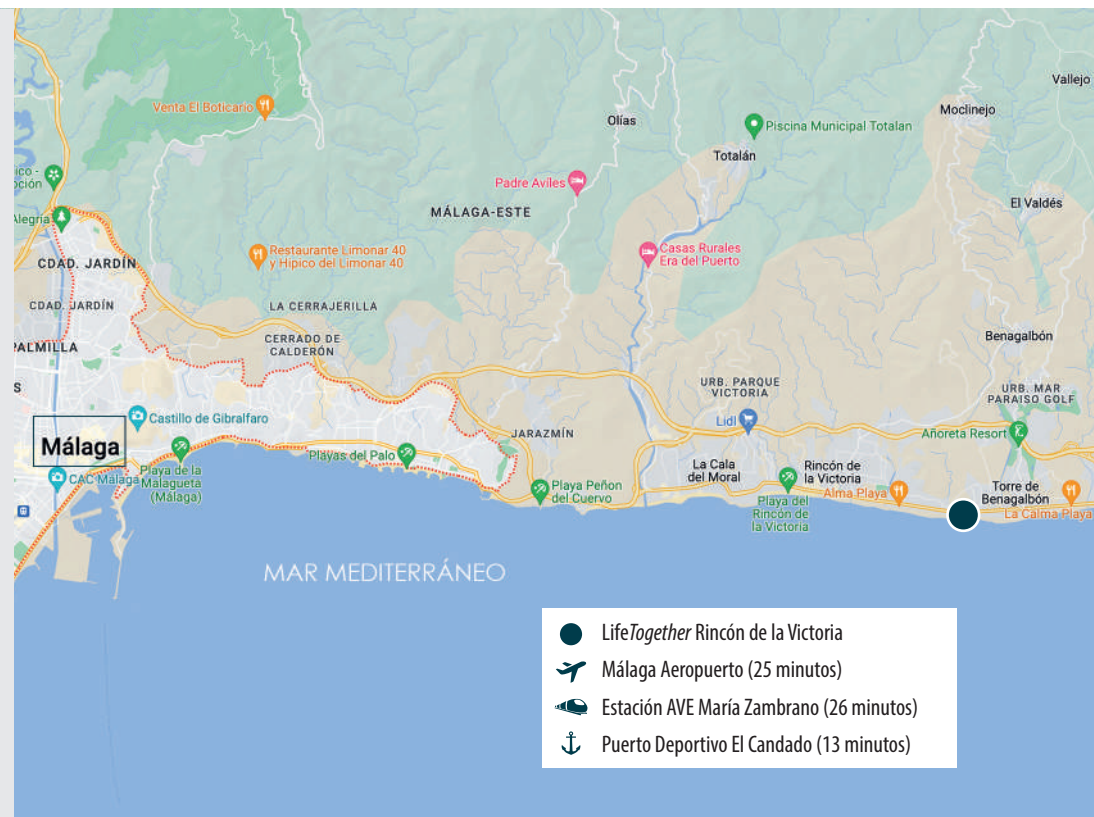 Vallejo
Moclinejo
Venta El Boticario
Olías
Piscina Municipal Totalan
Totalán
Padre Aviles
El Valdés
MÁLAGA-ESTE
Alegría
Restaurante Limonar 40
y Hipico del Limonar 40
Casas Rurales
Era del Puerto
CDAD. JARDÍN
CDAD. JARDÍN
LA CERRAJERILLA
CERRADO DE
CALDERÓN
Benagalbón
PALMILLA
URB. PARQUE
VICTORIA
URB. MAR
PARAISO GOLF
Castillo de Gibralfaro
Lidl
Málaga
JARAZMÍN
Añoreta Resort
Playa de la
Malagueta
(Málaga)
Playas del Palo
CAC Málaga
La Cala
del Moral
Rincón de
la Victoria
Playa Peñon
del Cuervo
Alma Playa
Torre de
Benagalbón
Playa del
Rincón de
la Victoria
La Calma Playa
MAR MEDITERRÁNEO
LifeTogether Rincón de la Victoria
Málaga Aeropuerto (25 minutos)
Estación AVE María Zambrano (26 minutos)
Puerto Deportivo El Candado (13 minutos)